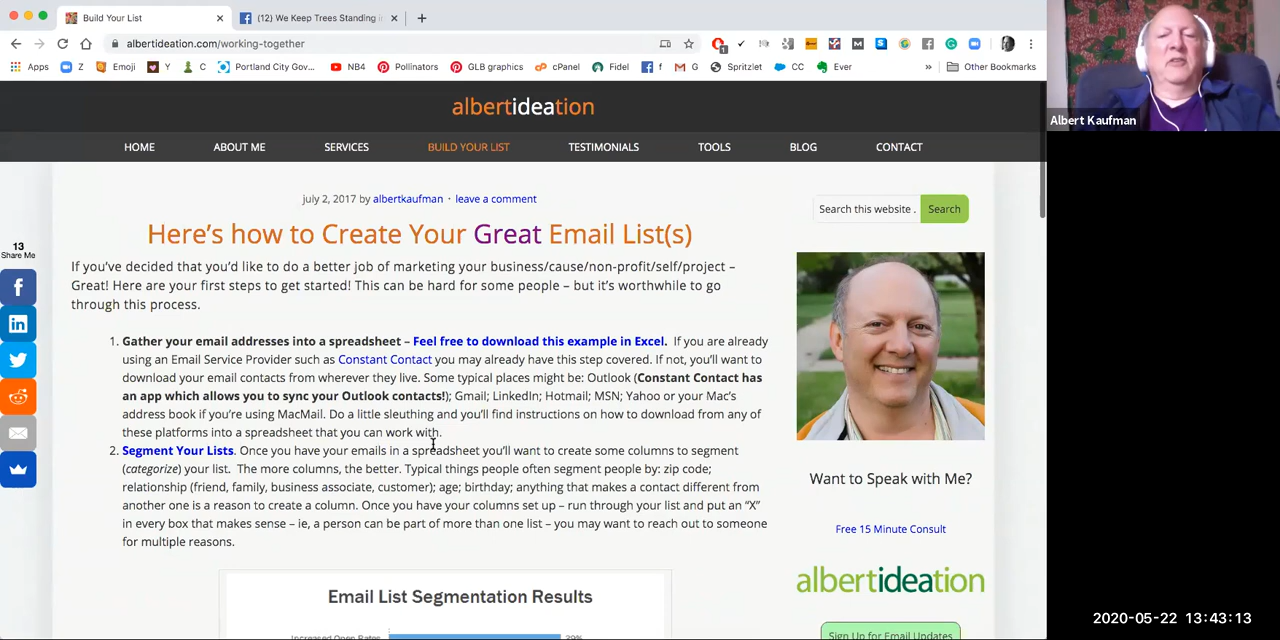 Build Your List
(12) We Keep Trees Standing i
albertideation.com/working-together
Apps
Z
Emoji
Y
C
Portland City Gov...
NB4
Pollinators
GLB graphics
cPanel
Fidel
f
G
Spritzlet
CC
Ever
»
Other Bookmarks
Albert Kaufman
albertideation
HOME
ABOUT ME
SERVICES
BUILD YOUR LIST
TESTIMONIALS
TOOLS
BLOG
CONTACT
july 2, 2017 by albertkaufman · leave a comment
Search this website .
Search
Here's how to Create Your Great Email List(s)
13
Share Me
If you've decided that you'd like to do a better job of marketing your business/cause/non-profit/self/project –
Great! Here are your first steps to get started! This can be hard for some people – but it's worthwhile to go
through this process.
1. Gather your email addresses into a spreadsheet – Feel free to download this example in Excel. If you are already
using an Email Service Provider such as Constant Contact you may already have this step covered. If not, you'll want to
download your email contacts from wherever they live. Some typical places might be: Outlook (Constant Contact has
an app which allows you to sync your Outlook contacts!); Gmail; LinkedIn; Hotmail; MSN; Yahoo or your Mac's
address book if you're using MacMail. Do a little sleuthing and you'll find instructions on how to download from any of
these platforms into a spreadsheet that you can work with.
2. Segment Your Lists. Once you have your emails in a spreadsheet you'll want to create some columns to segment
(categorize) your list. The more columns, the better. Typical things people often segment people by: zip code;
relationship (friend, family, business associate, customer); age; birthday; anything that makes a contact different from
another one is a reason to create a column. Once you have your columns set up – run through your list and put an "X"
in every box that makes sense – ie, a person can be part of more than one list – you may want to reach out to someone
for multiple reasons.
Email List Segmentation Results
Increased Open Rates
39%
Want to Speak with Me?
Free 15 Minute Consult
albertideation
Sign Up for Email Updates
2020-05-22 13:43:13